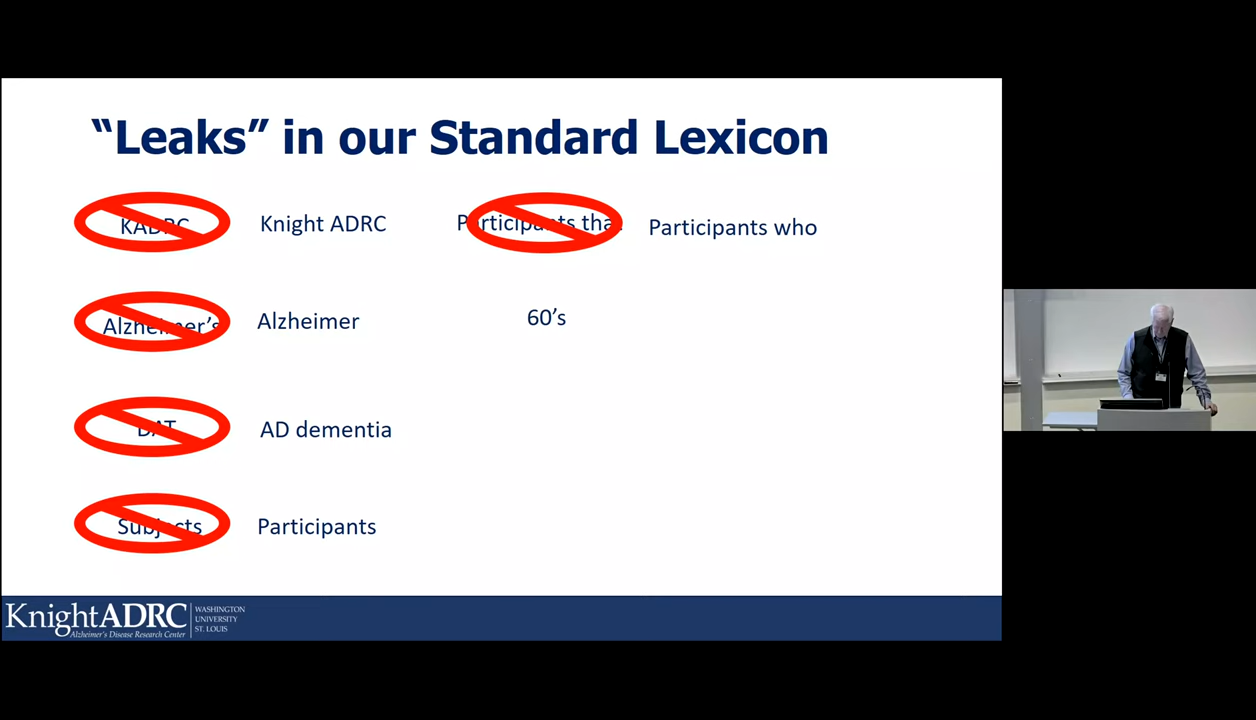 “Leaks” in our Standard Lexicon
KADRC Knight ADRC Participants that Participants who
Alzheimer's Alzheimer 60’s
DAT AD dementia
Subjects Participants
KnightADRC
Alzheimer's Disease Research Center
WASHINGTON
UNIVERSITY
ST. LOUIS